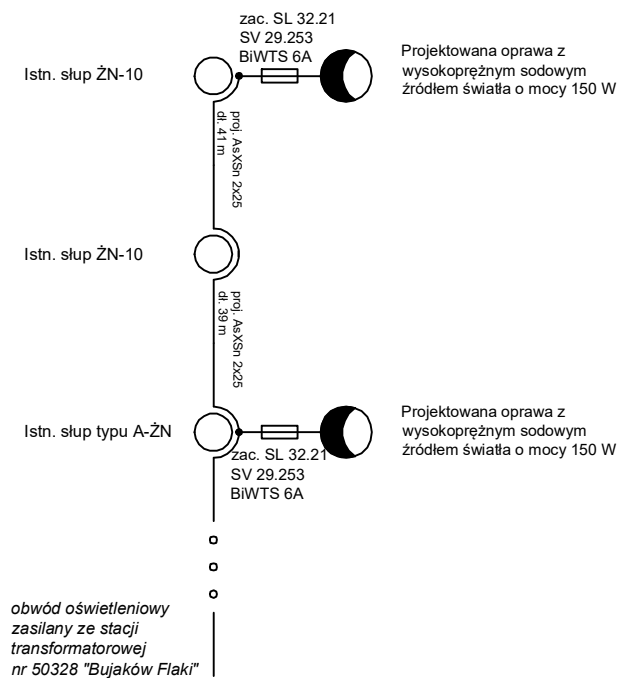 zac. SL 32.21
SV 29.253
BiWTS 6A
Istn. słup ŻN-10
Projektowana oprawa z
wysokoprężnym sodowym
źródłem światła o mocy 150 W
proj. AsXSn 2x25
dł. 41 m
Istn. słup ŻN-10
proj. AsXSn 2x25
dł. 39 m
Istn. słup typu A-ŻN
Projektowana oprawa z
wysokoprężnym sodowym
źródłem światła o mocy 150 W
zac. SL 32.21
SV 29.253
BiWTS 6A
obwód oświetleniowy
zasilany ze stacji
transformatorowej
nr 50328 "Bujaków Flaki"